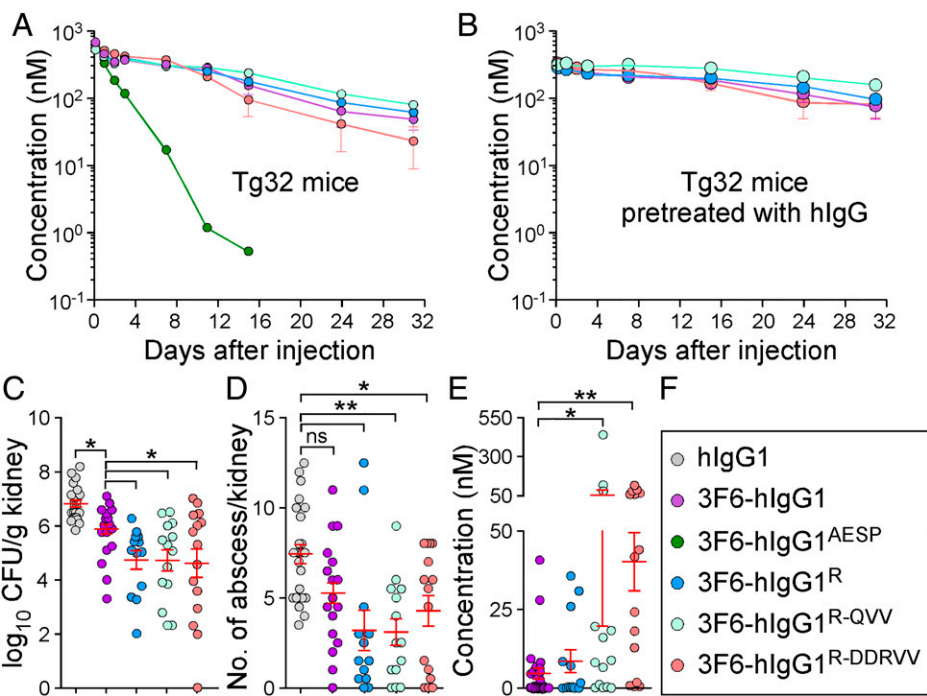 A
Concentration (nM)
10³
10²
10¹
10⁰
10⁻¹
Tg32 mice
0 4 8 12 16 20 24 28 32
Days after injection
B
Concentration (nM)
10³
10²
10¹
10⁰
10⁻¹
Tg32 mice
pretreated with hIgG
0 4 8 12 16 20 24 28 32
Days after injection
C
log₁₀ CFU/g kidney
10
8
6
4
2
0
*
*
D
No. of abscess/kidney
15
10
5
0
*
**
ns
E
Concentration (nM)
550
300
50
50
25
0
**
*
F
hIgG1
3F6-hIgG1
3F6-hIgG1ᴬᴱˢᴾ
3F6-hIgG1ᴿ
3F6-hIgG1ᴿ⁻QVV
3F6-hIgG1ᴿ⁻DDRVV